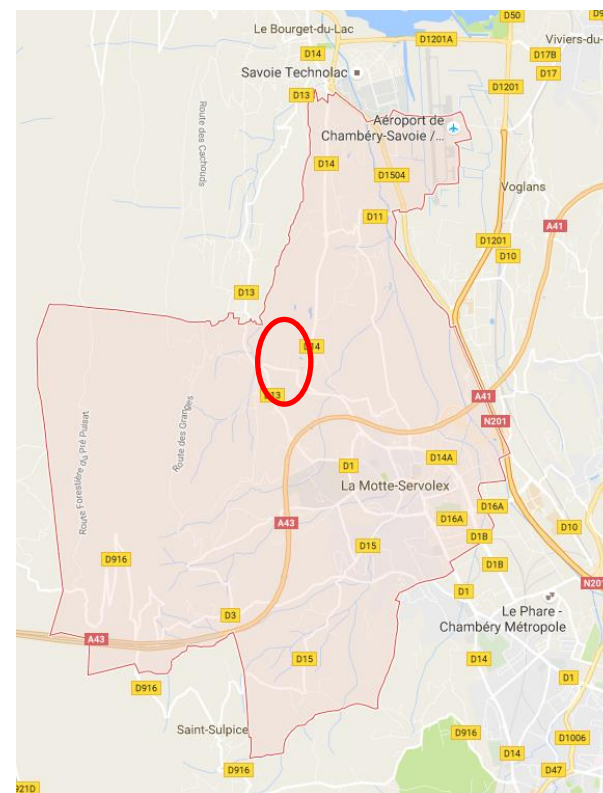 D50
Le Bourget-du-Lac
D1201A
Viviers-du-
D14
D17B
Savoie Technolac
D17
D1201
D13
Route des Cachouds
Aéroport de
Chambéry-Savoie /...
D14
D1504
Voglans
D11
A41
D1201
D10
D13
D14
D13
A41
N201
Route des Granges
Route Forestière du Pré Puisat
D1
D14A
La Motte-Servolex
D16A
D16A
A43
D10
D1B
D15
D916
D1B
N20
D1
D3
Le Phare -
Chambéry Métropole
A43
D15
D14
D1
D916
Saint-Sulpice
D916
D1006
D14
D916
D47
921D